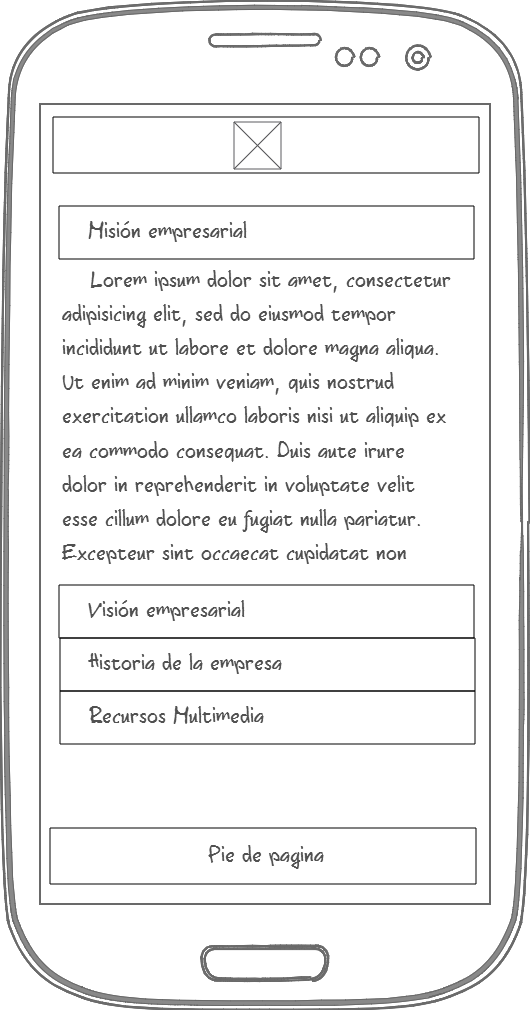 Misión empresarial
Lorem ipsum dolor sit amet, consectetur
adipisicing elit, sed do eiusmod tempor
incididunt ut labore et dolore magna aliqua.
Ut enim ad minim veniam, quis nostrud
exercitation ullamco laboris nisi ut aliquip ex
ea commodo consequat. Duis aute irure
dolor in reprehenderit in voluptate velit
esse cillum dolore eu fugiat nulla pariatur.
Excepteur sint occaecat cupidatat non
Visión empresarial
Historia de la empresa
Recursos Multimedia
Pie de pagina